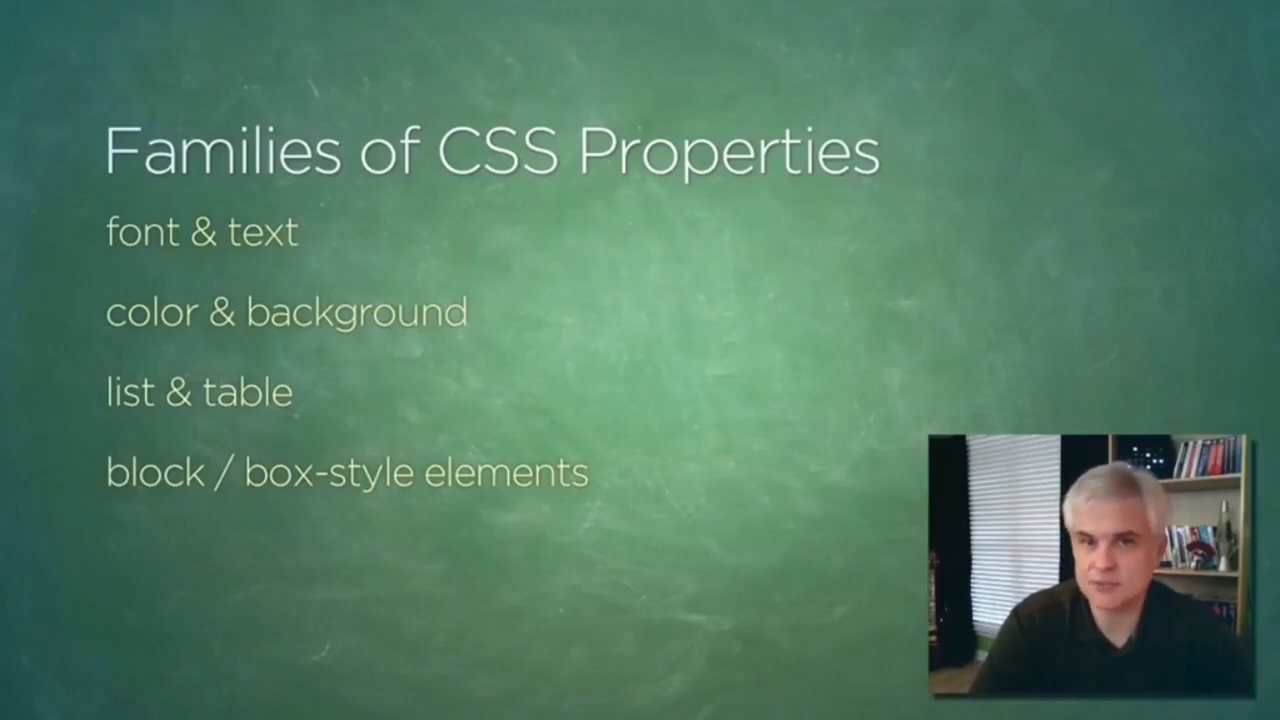 Families of CSS Properties
font & text
color & background
list & table
block / box-style elements